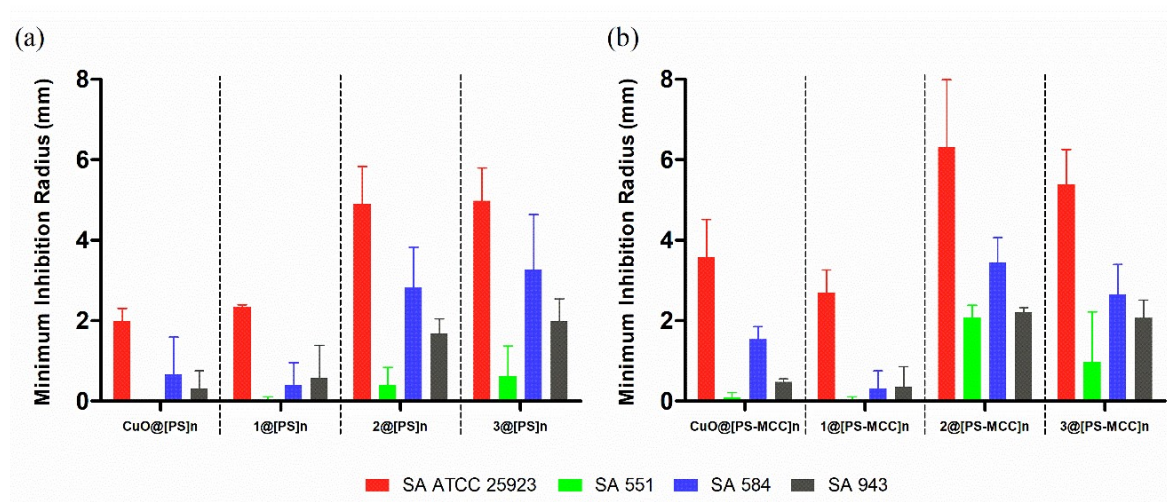 (a)
Minimum Inhibition Radius (mm)
8
6
4
2
0
CuO@[PS]n 1@[PS]n 2@[PS]n 3@[PS]n
(b)
Minimum Inhibition Radius (mm)
8
6
4
2
0
CuO@[PS-MCC]n 1@[PS-MCC]n 2@[PS-MCC]n 3@[PS-MCC]n
SA ATCC 25923 SA 551 SA 584 SA 943